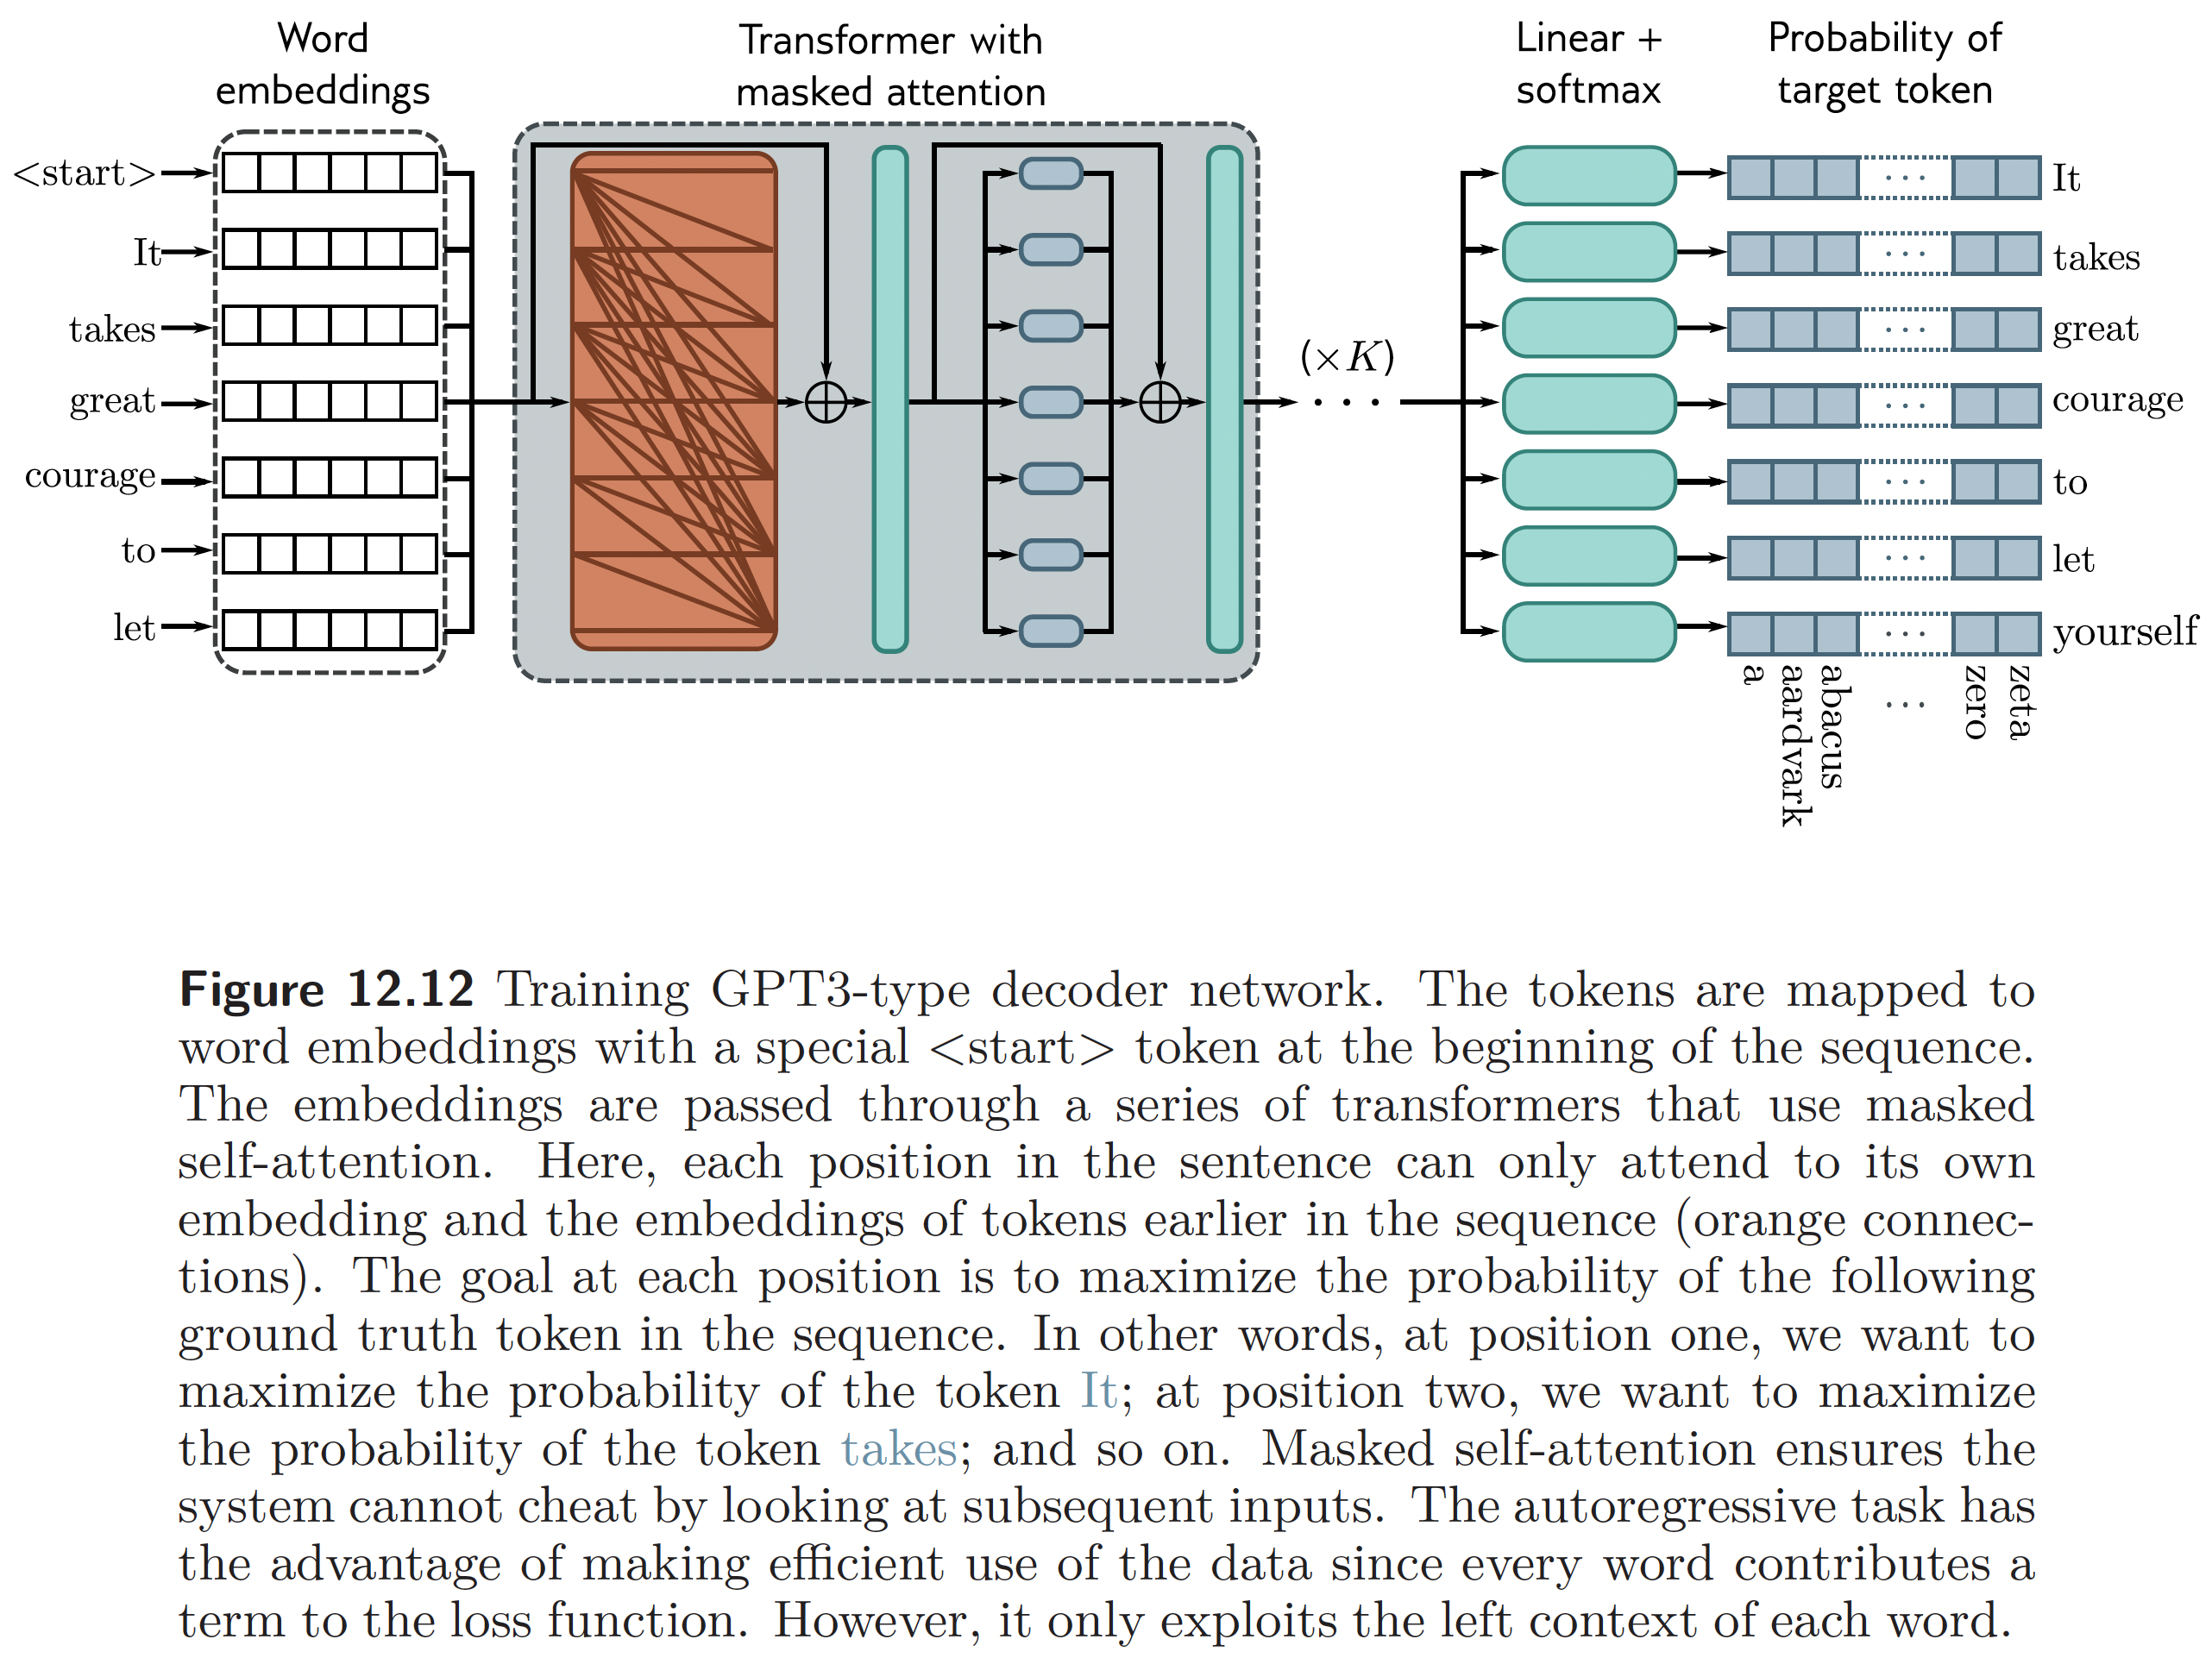 Word
embeddings
Transformer with
masked attention
Linear +
softmax
Probability of
target token
<start>
It
takes
great
courage
to
let
(×K)
· · ·
It
takes
great
courage
to
let
yourself
a
aardvark
abacus
· · ·
zero
zeta
Figure 12.12 Training GPT3-type decoder network. The tokens are mapped to
word embeddings with a special <start> token at the beginning of the sequence.
The embeddings are passed through a series of transformers that use masked
self-attention. Here, each position in the sentence can only attend to its own
embedding and the embeddings of tokens earlier in the sequence (orange connec-
tions). The goal at each position is to maximize the probability of the following
ground truth token in the sequence. In other words, at position one, we want to
maximize the probability of the token It; at position two, we want to maximize
the probability of the token takes; and so on. Masked self-attention ensures the
system cannot cheat by looking at subsequent inputs. The autoregressive task has
the advantage of making efficient use of the data since every word contributes a
term to the loss function. However, it only exploits the left context of each word.